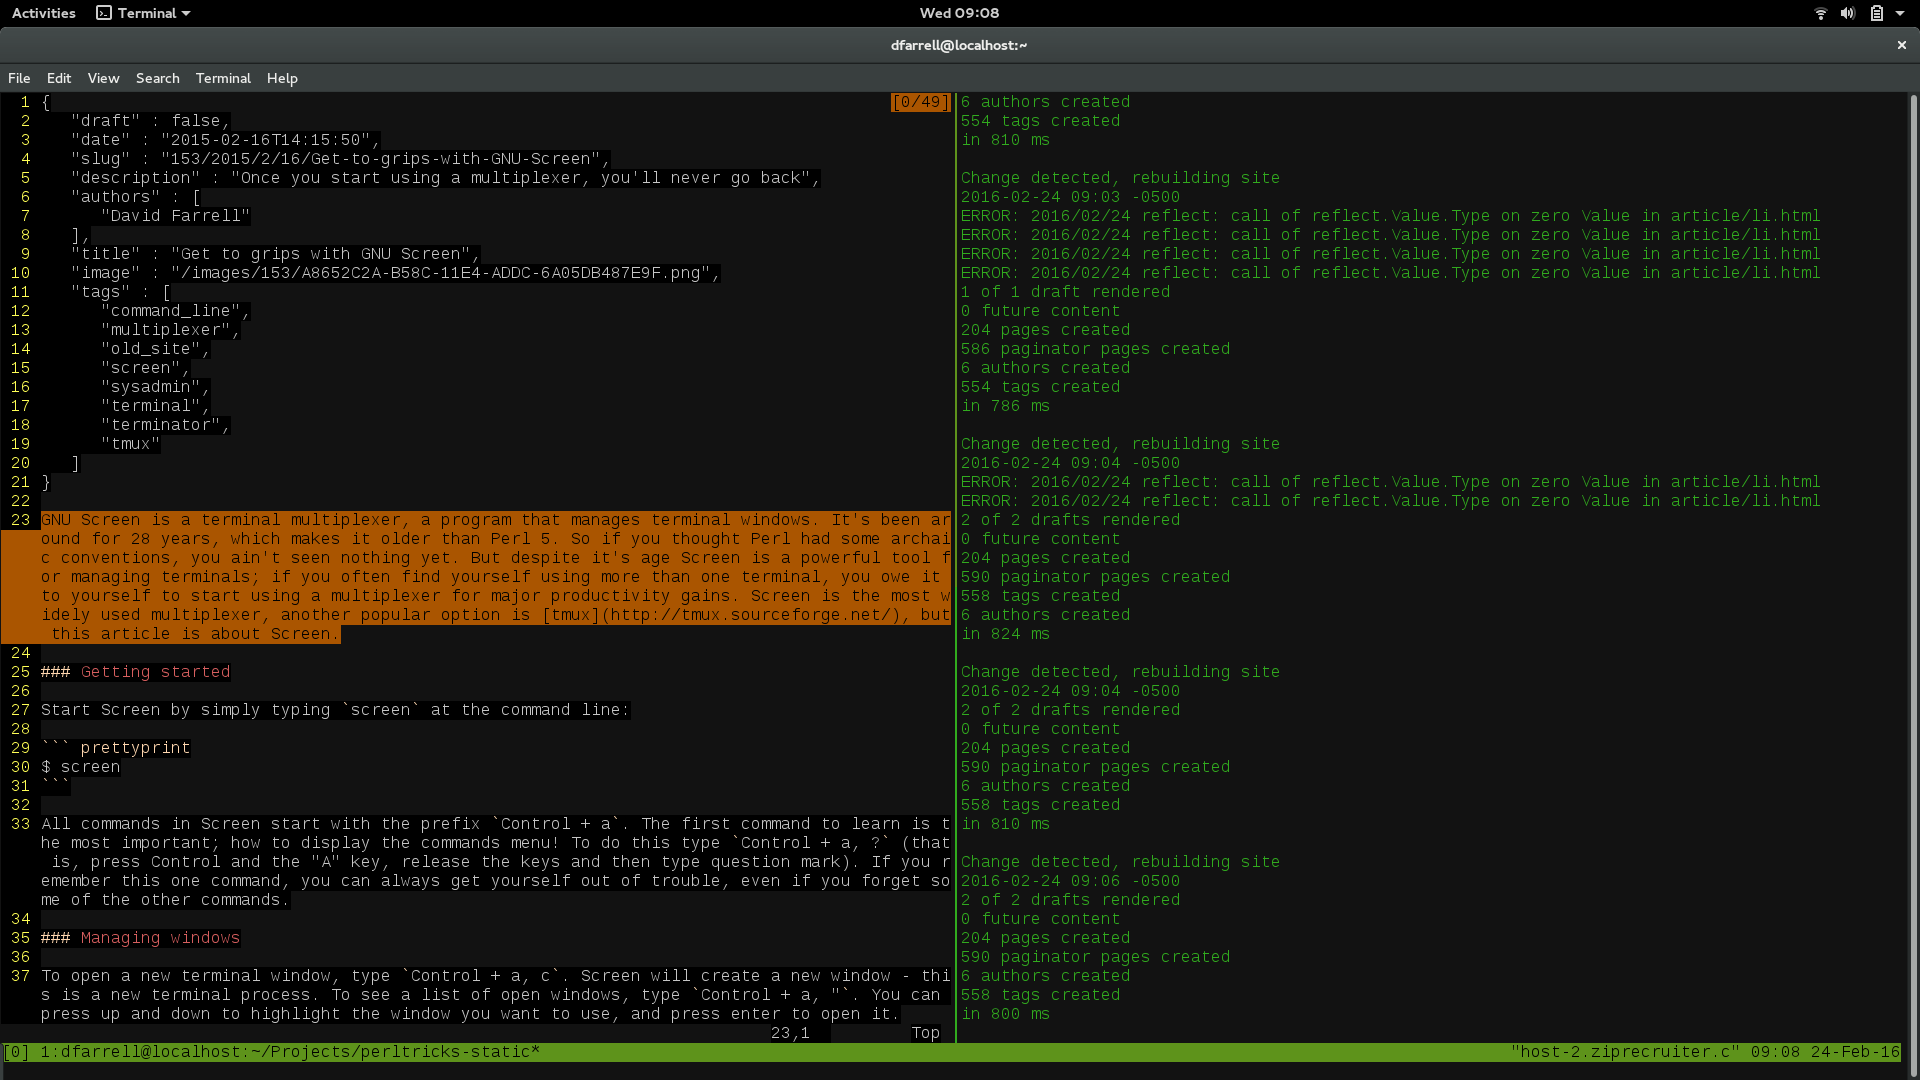 Activities Terminal Wed 09:08
dfarrell@localhost:~
File Edit View Search Terminal Help
1 {
[0/49]
2 "draft" : false,
3 "date" : "2015-02-16T14:15:50",
4 "slug" : "153/2015/2/16/Get-to-grips-with-GNU-Screen",
5 "description" : "Once you start using a multiplexer, you'll never go back",
6 "authors" : [
7 "David Farrell"
8 ],
9 "title" : "Get to grips with GNU Screen",
10 "image" : "/images/153/A8652C2A-B58C-11E4-ADDC-6A05DB487E9F.png",
11 "tags" : [
12 "command_line",
13 "multiplexer",
14 "old_site",
15 "screen",
16 "sysadmin",
17 "terminal",
18 "terminator",
19 "tmux"
20 ]
21 }
22
23 GNU Screen is a terminal multiplexer, a program that manages terminal windows. It's been ar
ound for 28 years, which makes it older than Perl 5. So if you thought Perl had some archai
c conventions, you ain't seen nothing yet. But despite it's age Screen is a powerful tool f
or managing terminals; if you often find yourself using more than one terminal, you owe it
to yourself to start using a multiplexer for major productivity gains. Screen is the most w
idely used multiplexer, another popular option is [tmux](http://tmux.sourceforge.net/), but
this article is about Screen.
24
25 ### Getting started
26
27 Start Screen by simply typing `screen` at the command line:
28
29 ``` prettyprint
30 $ screen
31 ```
32
33 All commands in Screen start with the prefix `Control + a`. The first command to learn is t
he most important; how to display the commands menu! To do this type `Control + a, ?` (that
is, press Control and the "A" key, release the keys and then type question mark). If you r
emember this one command, you can always get yourself out of trouble, even if you forget so
me of the other commands.
34
35 ### Managing windows
36
37 To open a new terminal window, type `Control + a, c`. Screen will create a new window - thi
s is a new terminal process. To see a list of open windows, type `Control + a, "`. You can
press up and down to highlight the window you want to use, and press enter to open it.
23,1 Top
6 authors created
554 tags created
in 810 ms
Change detected, rebuilding site
2016-02-24 09:03 -0500
ERROR: 2016/02/24 reflect: call of reflect.Value.Type on zero Value in article/li.html
ERROR: 2016/02/24 reflect: call of reflect.Value.Type on zero Value in article/li.html
ERROR: 2016/02/24 reflect: call of reflect.Value.Type on zero Value in article/li.html
ERROR: 2016/02/24 reflect: call of reflect.Value.Type on zero Value in article/li.html
1 of 1 draft rendered
0 future content
204 pages created
586 paginator pages created
6 authors created
554 tags created
in 786 ms
Change detected, rebuilding site
2016-02-24 09:04 -0500
ERROR: 2016/02/24 reflect: call of reflect.Value.Type on zero Value in article/li.html
ERROR: 2016/02/24 reflect: call of reflect.Value.Type on zero Value in article/li.html
2 of 2 drafts rendered
0 future content
204 pages created
590 paginator pages created
558 tags created
6 authors created
in 824 ms
Change detected, rebuilding site
2016-02-24 09:04 -0500
2 of 2 drafts rendered
0 future content
204 pages created
590 paginator pages created
6 authors created
558 tags created
in 810 ms
Change detected, rebuilding site
2016-02-24 09:06 -0500
2 of 2 drafts rendered
0 future content
204 pages created
590 paginator pages created
6 authors created
558 tags created
in 800 ms
[0] 1:dfarrell@localhost:~/Projects/perltricks-static* "host-2.ziprecruiter.c" 09:08 24-Feb-16